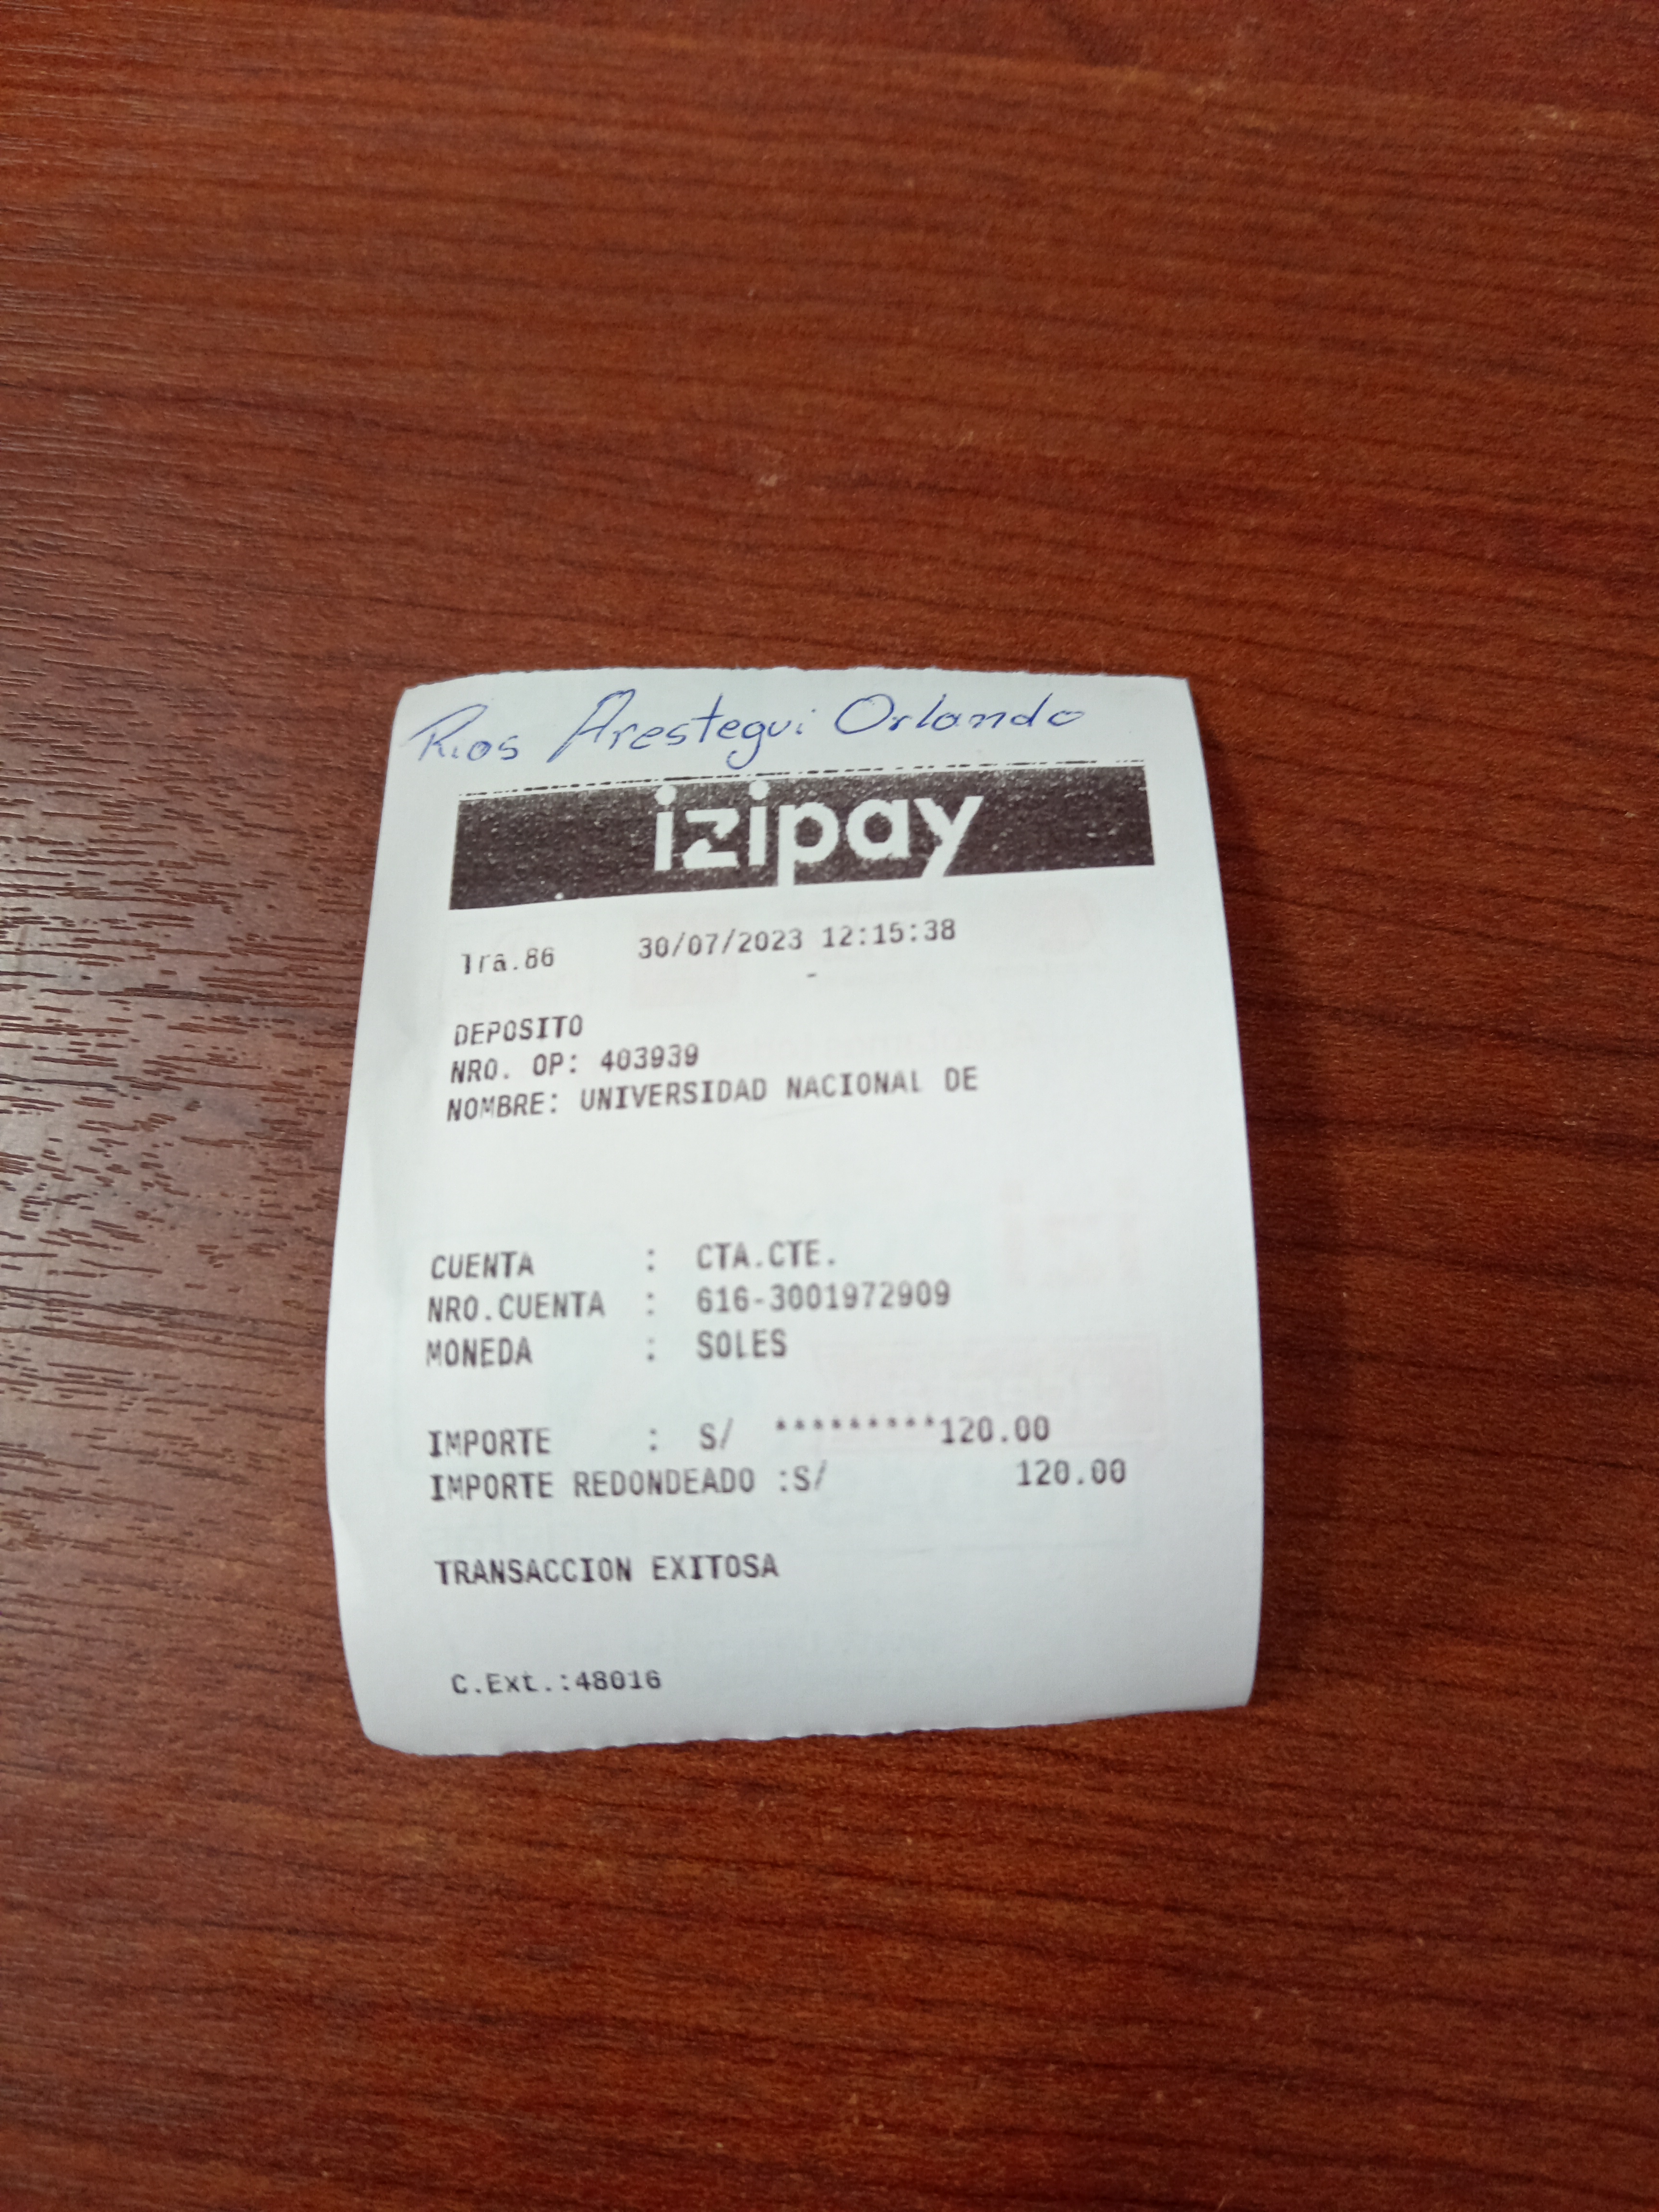 Rios Arestegui Orlando
izipay
Tra.86 30/07/2023 12:15:38
-
DEPOSITO
NRO. OP: 403939
NOMBRE: UNIVERSIDAD NACIONAL DE
CUENTA : CTA.CTE.
NRO.CUENTA : 616-3001972909
MONEDA : SOLES
IMPORTE : S/ *********120.00
IMPORTE REDONDEADO :S/ 120.00
TRANSACCION EXITOSA
C.Ext.:48016